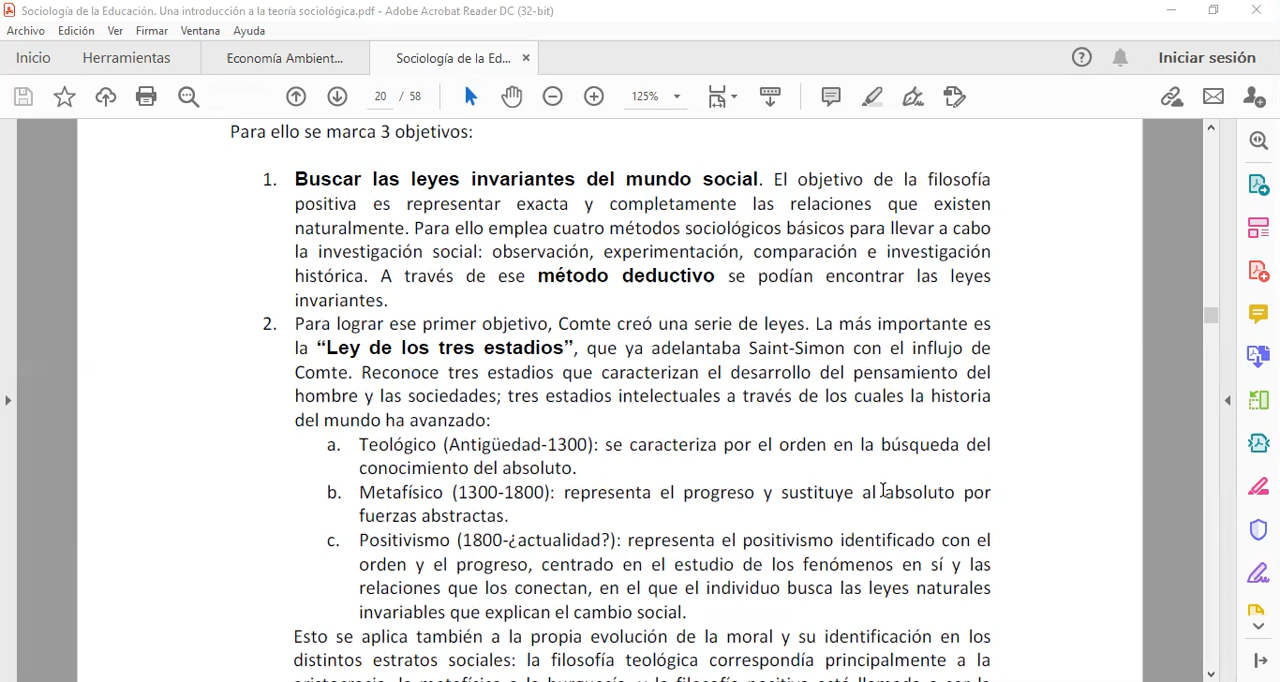 Sociología de la Educación. Una introducción a la teoría sociológica.pdf - Adobe Acrobat Reader DC (32-bit)
Archivo Edición Ver Firmar Ventana Ayuda
Inicio Herramientas Economía Ambient... Sociología de la Ed... × Iniciar sesión
20 / 58 125%
Para ello se marca 3 objetivos:
1. Buscar las leyes invariantes del mundo social. El objetivo de la filosofía
positiva es representar exacta y completamente las relaciones que existen
naturalmente. Para ello emplea cuatro métodos sociológicos básicos para llevar a cabo
la investigación social: observación, experimentación, comparación e investigación
histórica. A través de ese método deductivo se podían encontrar las leyes
invariantes.
2. Para lograr ese primer objetivo, Comte creó una serie de leyes. La más importante es
la “Ley de los tres estadios”, que ya adelantaba Saint-Simon con el influjo de
Comte. Reconoce tres estadios que caracterizan el desarrollo del pensamiento del
hombre y las sociedades; tres estadios intelectuales a través de los cuales la historia
del mundo ha avanzado:
a. Teológico (Antigüedad-1300): se caracteriza por el orden en la búsqueda del
conocimiento del absoluto.
b. Metafísico (1300-1800): representa el progreso y sustituye al absoluto por
fuerzas abstractas.
c. Positivismo (1800-¿actualidad?): representa el positivismo identificado con el
orden y el progreso, centrado en el estudio de los fenómenos en sí y las
relaciones que los conectan, en el que el individuo busca las leyes naturales
invariables que explican el cambio social.
Esto se aplica también a la propia evolución de la moral y su identificación en los
distintos estratos sociales: la filosofía teológica correspondía principalmente a la